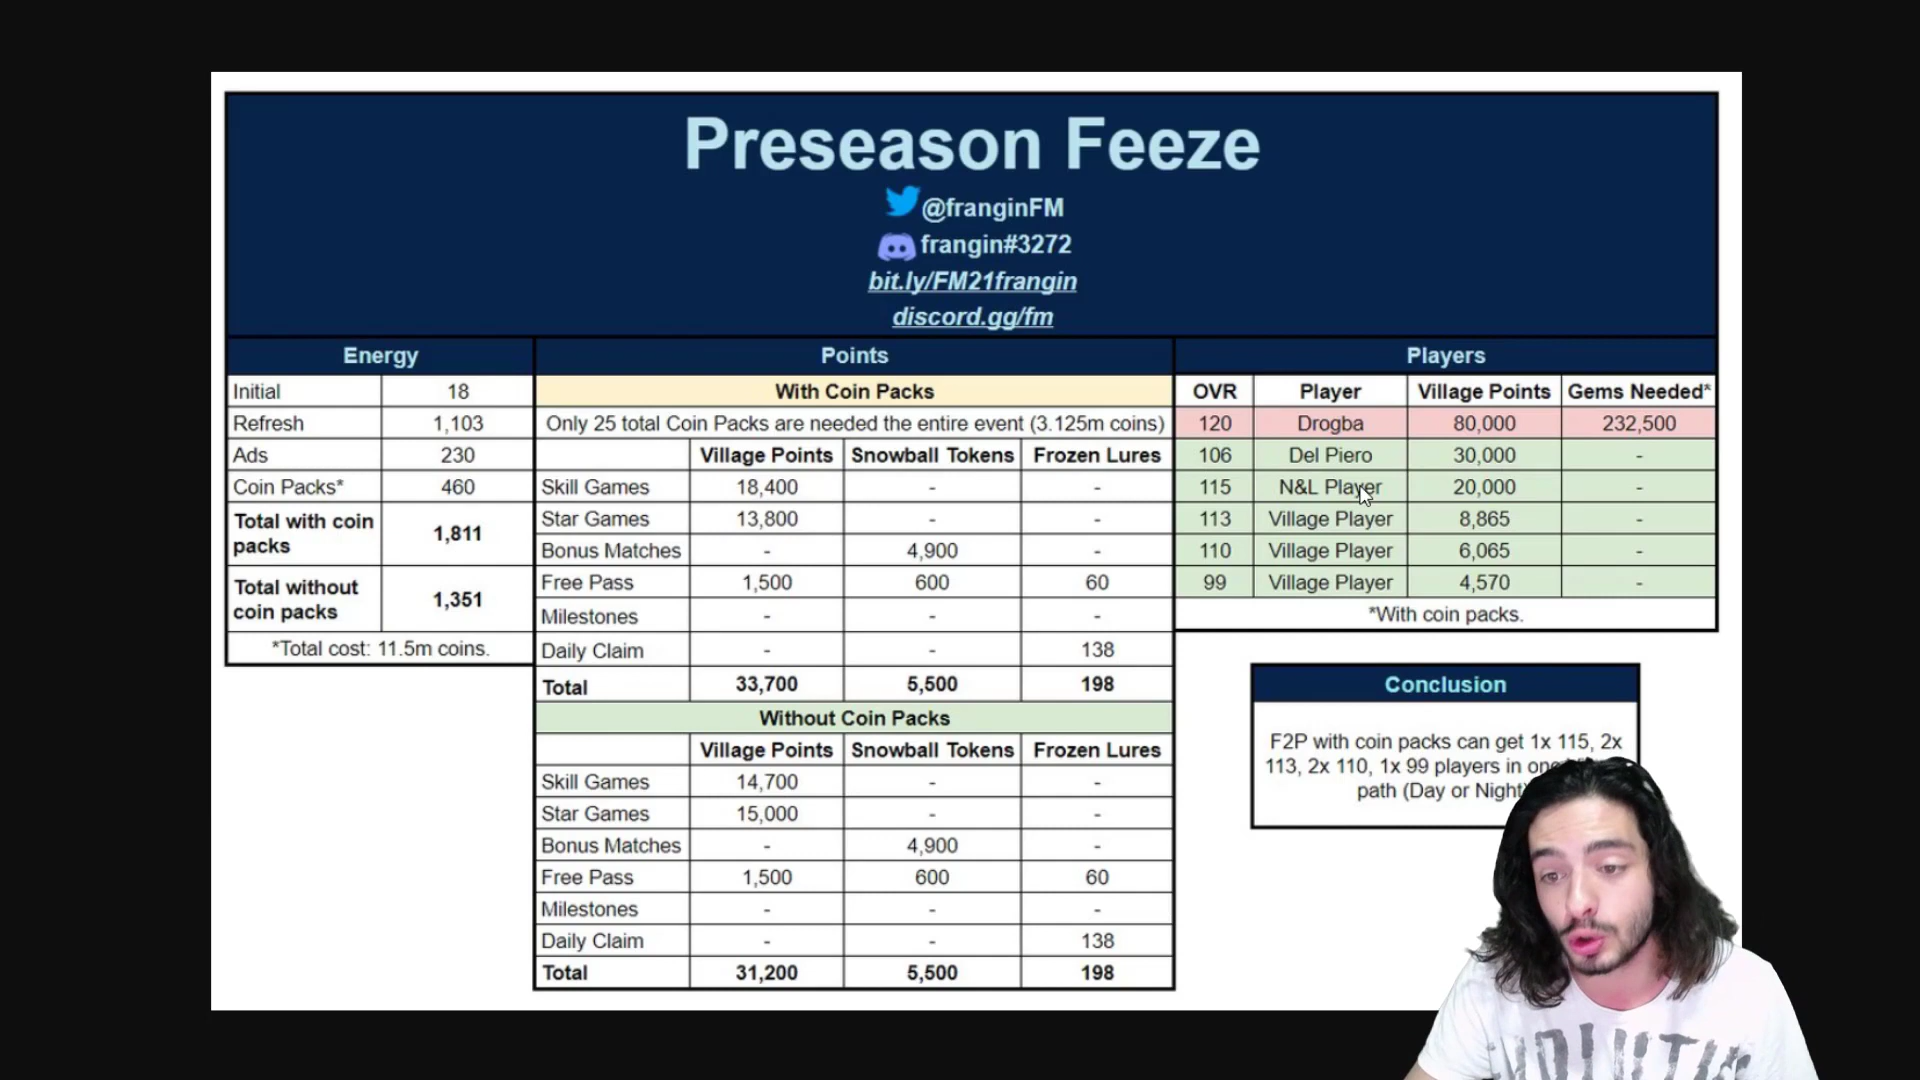 Preseason Feeze
@franginFM
frangin#3272
bit.ly/FM21frangin
discord.gg/fm
Energy
Initial 18
Refresh 1,103
Ads 230
Coin Packs* 460
Total with coin packs 1,811
Total without coin packs 1,351
*Total cost: 11.5m coins.
Points
With Coin Packs
Only 25 total Coin Packs are needed the entire event (3.125m coins)
Village Points Snowball Tokens Frozen Lures
Skill Games 18,400 - -
Star Games 13,800 - -
Bonus Matches - 4,900 -
Free Pass 1,500 600 60
Milestones - - -
Daily Claim - - 138
Total 33,700 5,500 198
Without Coin Packs
Village Points Snowball Tokens Frozen Lures
Skill Games 14,700 - -
Star Games 15,000 - -
Bonus Matches - 4,900 -
Free Pass 1,500 600 60
Milestones - - -
Daily Claim - - 138
Total 31,200 5,500 198
Players
OVR Player Village Points Gems Needed*
120 Drogba 80,000 232,500
106 Del Piero 30,000 -
115 N&L Player 20,000 -
113 Village Player 8,865 -
110 Village Player 6,065 -
99 Village Player 4,570 -
*With coin packs.
Conclusion
F2P with coin packs can get 1x 115, 2x
113, 2x 110, 1x 99 players in one
path (Day or Night)